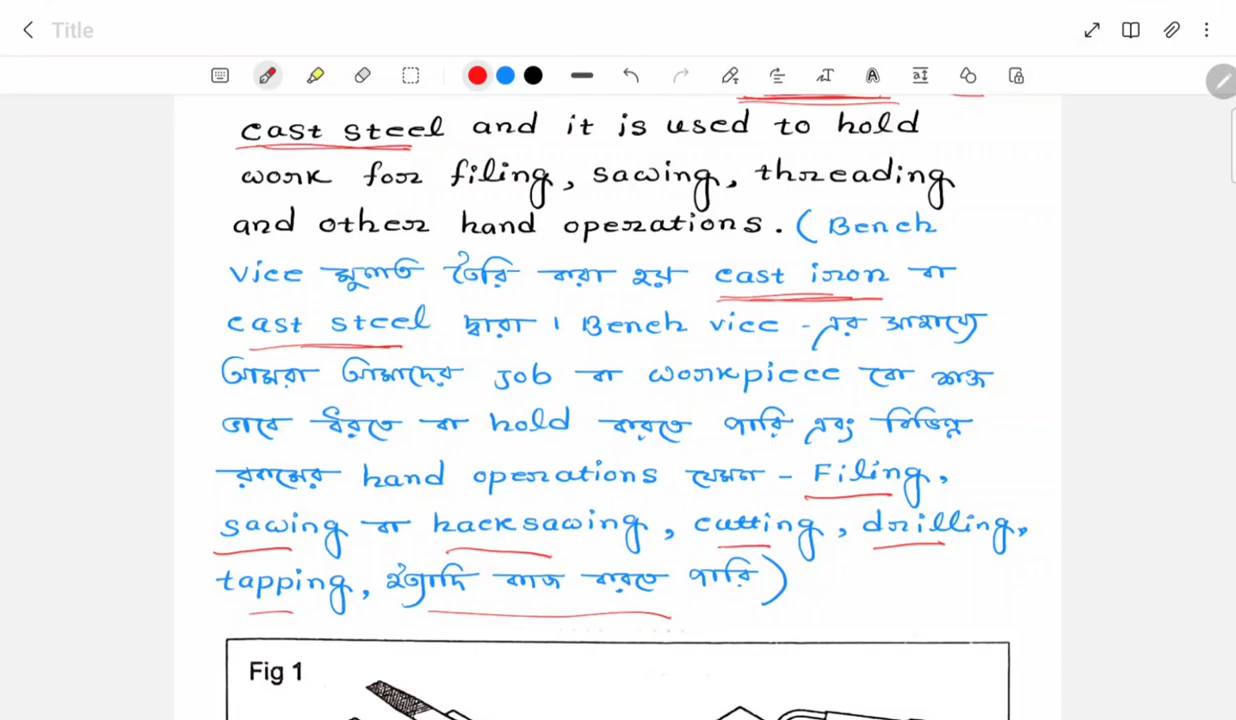 Title
cast steel and it is used to hold
work for filing, sawing, threading
and other hand operations. (Bench
vice মূলত তৈরি করা হয় cast iron বা
cast steel দ্বারা। Bench vice -এর সাহায্যে
আমরা আমাদের job বা workpiece কে শক্ত
ভাবে ধরতে বা hold করতে পারি এবং বিভিন্ন
রকমের hand operations যেমন - Filing,
sawing বা hacksawing, cutting, drilling,
tapping, ইত্যাদি কাজ করতে পারি)
Fig 1